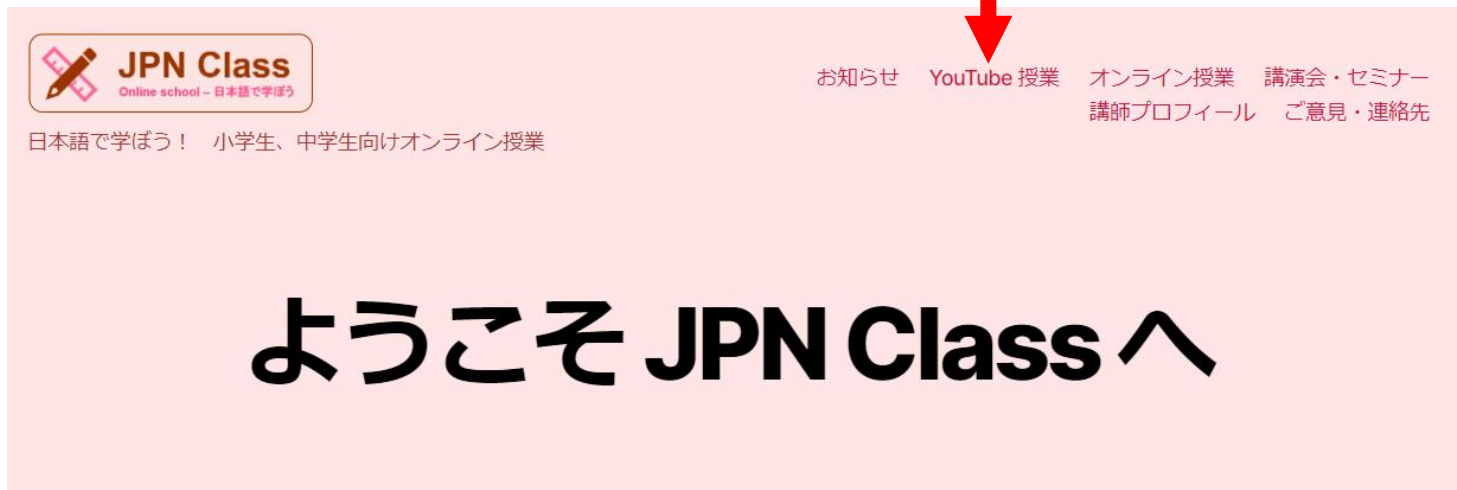 JPN Class
Online school – 日本語で学ぼう
日本語で学ぼう！　小学生、中学生向けオンライン授業
お知らせ　YouTube 授業　オンライン授業　講演会・セミナー
講師プロフィール　ご意見・連絡先
ようこそ JPN Class へ